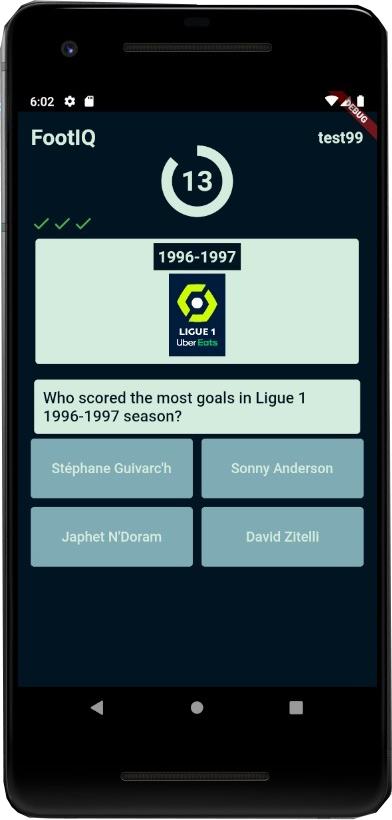 6:02
DEBUG
FootIQ
test99
13
1996-1997
LIGUE 1
Uber Eats
Who scored the most goals in Ligue 1
1996-1997 season?
Stéphane Guivarc'h
Sonny Anderson
Japhet N'Doram
David Zitelli